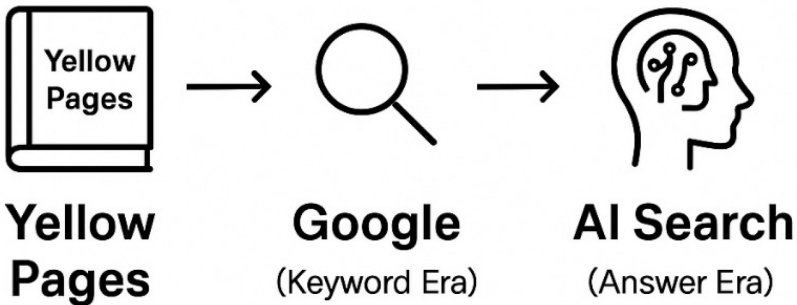 Yellow
Pages
Yellow
Pages
Google
(Keyword Era)
AI Search
(Answer Era)